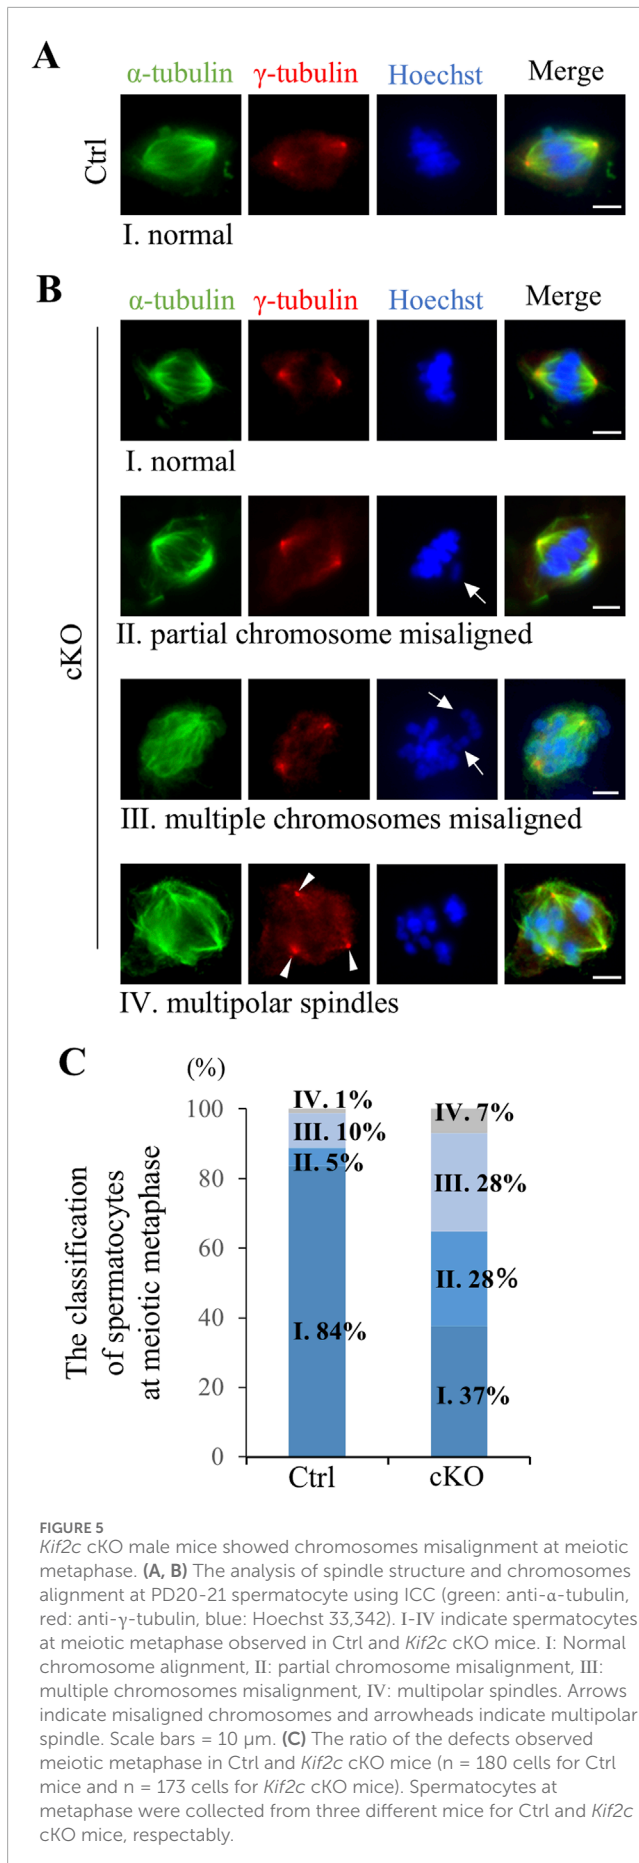 A
α-tubulin γ-tubulin Hoechst Merge
Ctrl
I. normal
B
α-tubulin γ-tubulin Hoechst Merge
cKO
I. normal
II. partial chromosome misaligned
III. multiple chromosomes misaligned
IV. multipolar spindles
C
(%)
The classification
of spermatocytes
at meiotic metaphase
100
80
60
40
20
0
IV. 1%
III. 10%
II. 5%
I. 84%
IV. 7%
III. 28%
II. 28%
I. 37%
Ctrl cKO
FIGURE 5
Kif2c cKO male mice showed chromosomes misalignment at meiotic
metaphase. (A, B) The analysis of spindle structure and chromosomes
alignment at PD20-21 spermatocyte using ICC (green: anti-α-tubulin,
red: anti-γ-tubulin, blue: Hoechst 33,342). I-IV indicate spermatocytes
at meiotic metaphase observed in Ctrl and Kif2c cKO mice. I: Normal
chromosome alignment, II: partial chromosome misalignment, III:
multiple chromosomes misalignment, IV: multipolar spindles. Arrows
indicate misaligned chromosomes and arrowheads indicate multipolar
spindle. Scale bars = 10 μm. (C) The ratio of the defects observed
meiotic metaphase in Ctrl and Kif2c cKO mice (n = 180 cells for Ctrl
mice and n = 173 cells for Kif2c cKO mice). Spermatocytes at
metaphase were collected from three different mice for Ctrl and Kif2c
cKO mice, respectably.